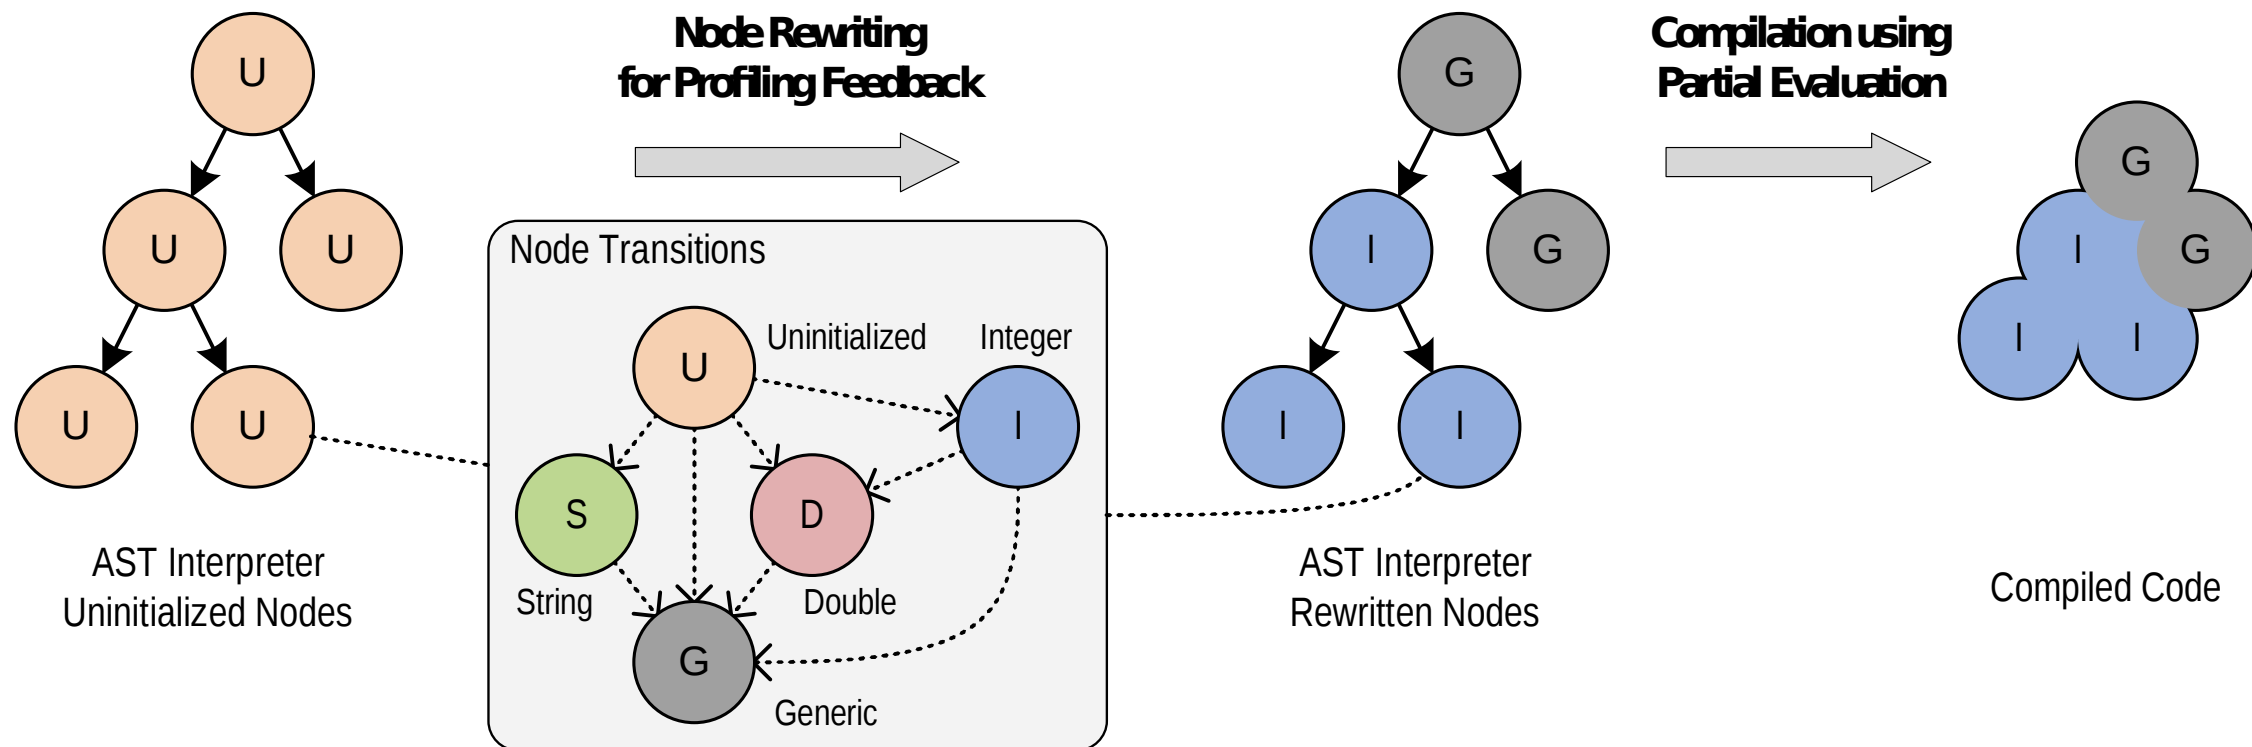 U
U
U
U
U
AST Interpreter
Uninitialized Nodes
Node Rewriting
for Profiling Feedback
Node Transitions
U
Uninitialized
Integer
I
S
D
String
Double
G
Generic
G
I
G
I
I
AST Interpreter
Rewritten Nodes
Compilation using
Partial Evaluation
G
I
G
I
I
Compiled Code